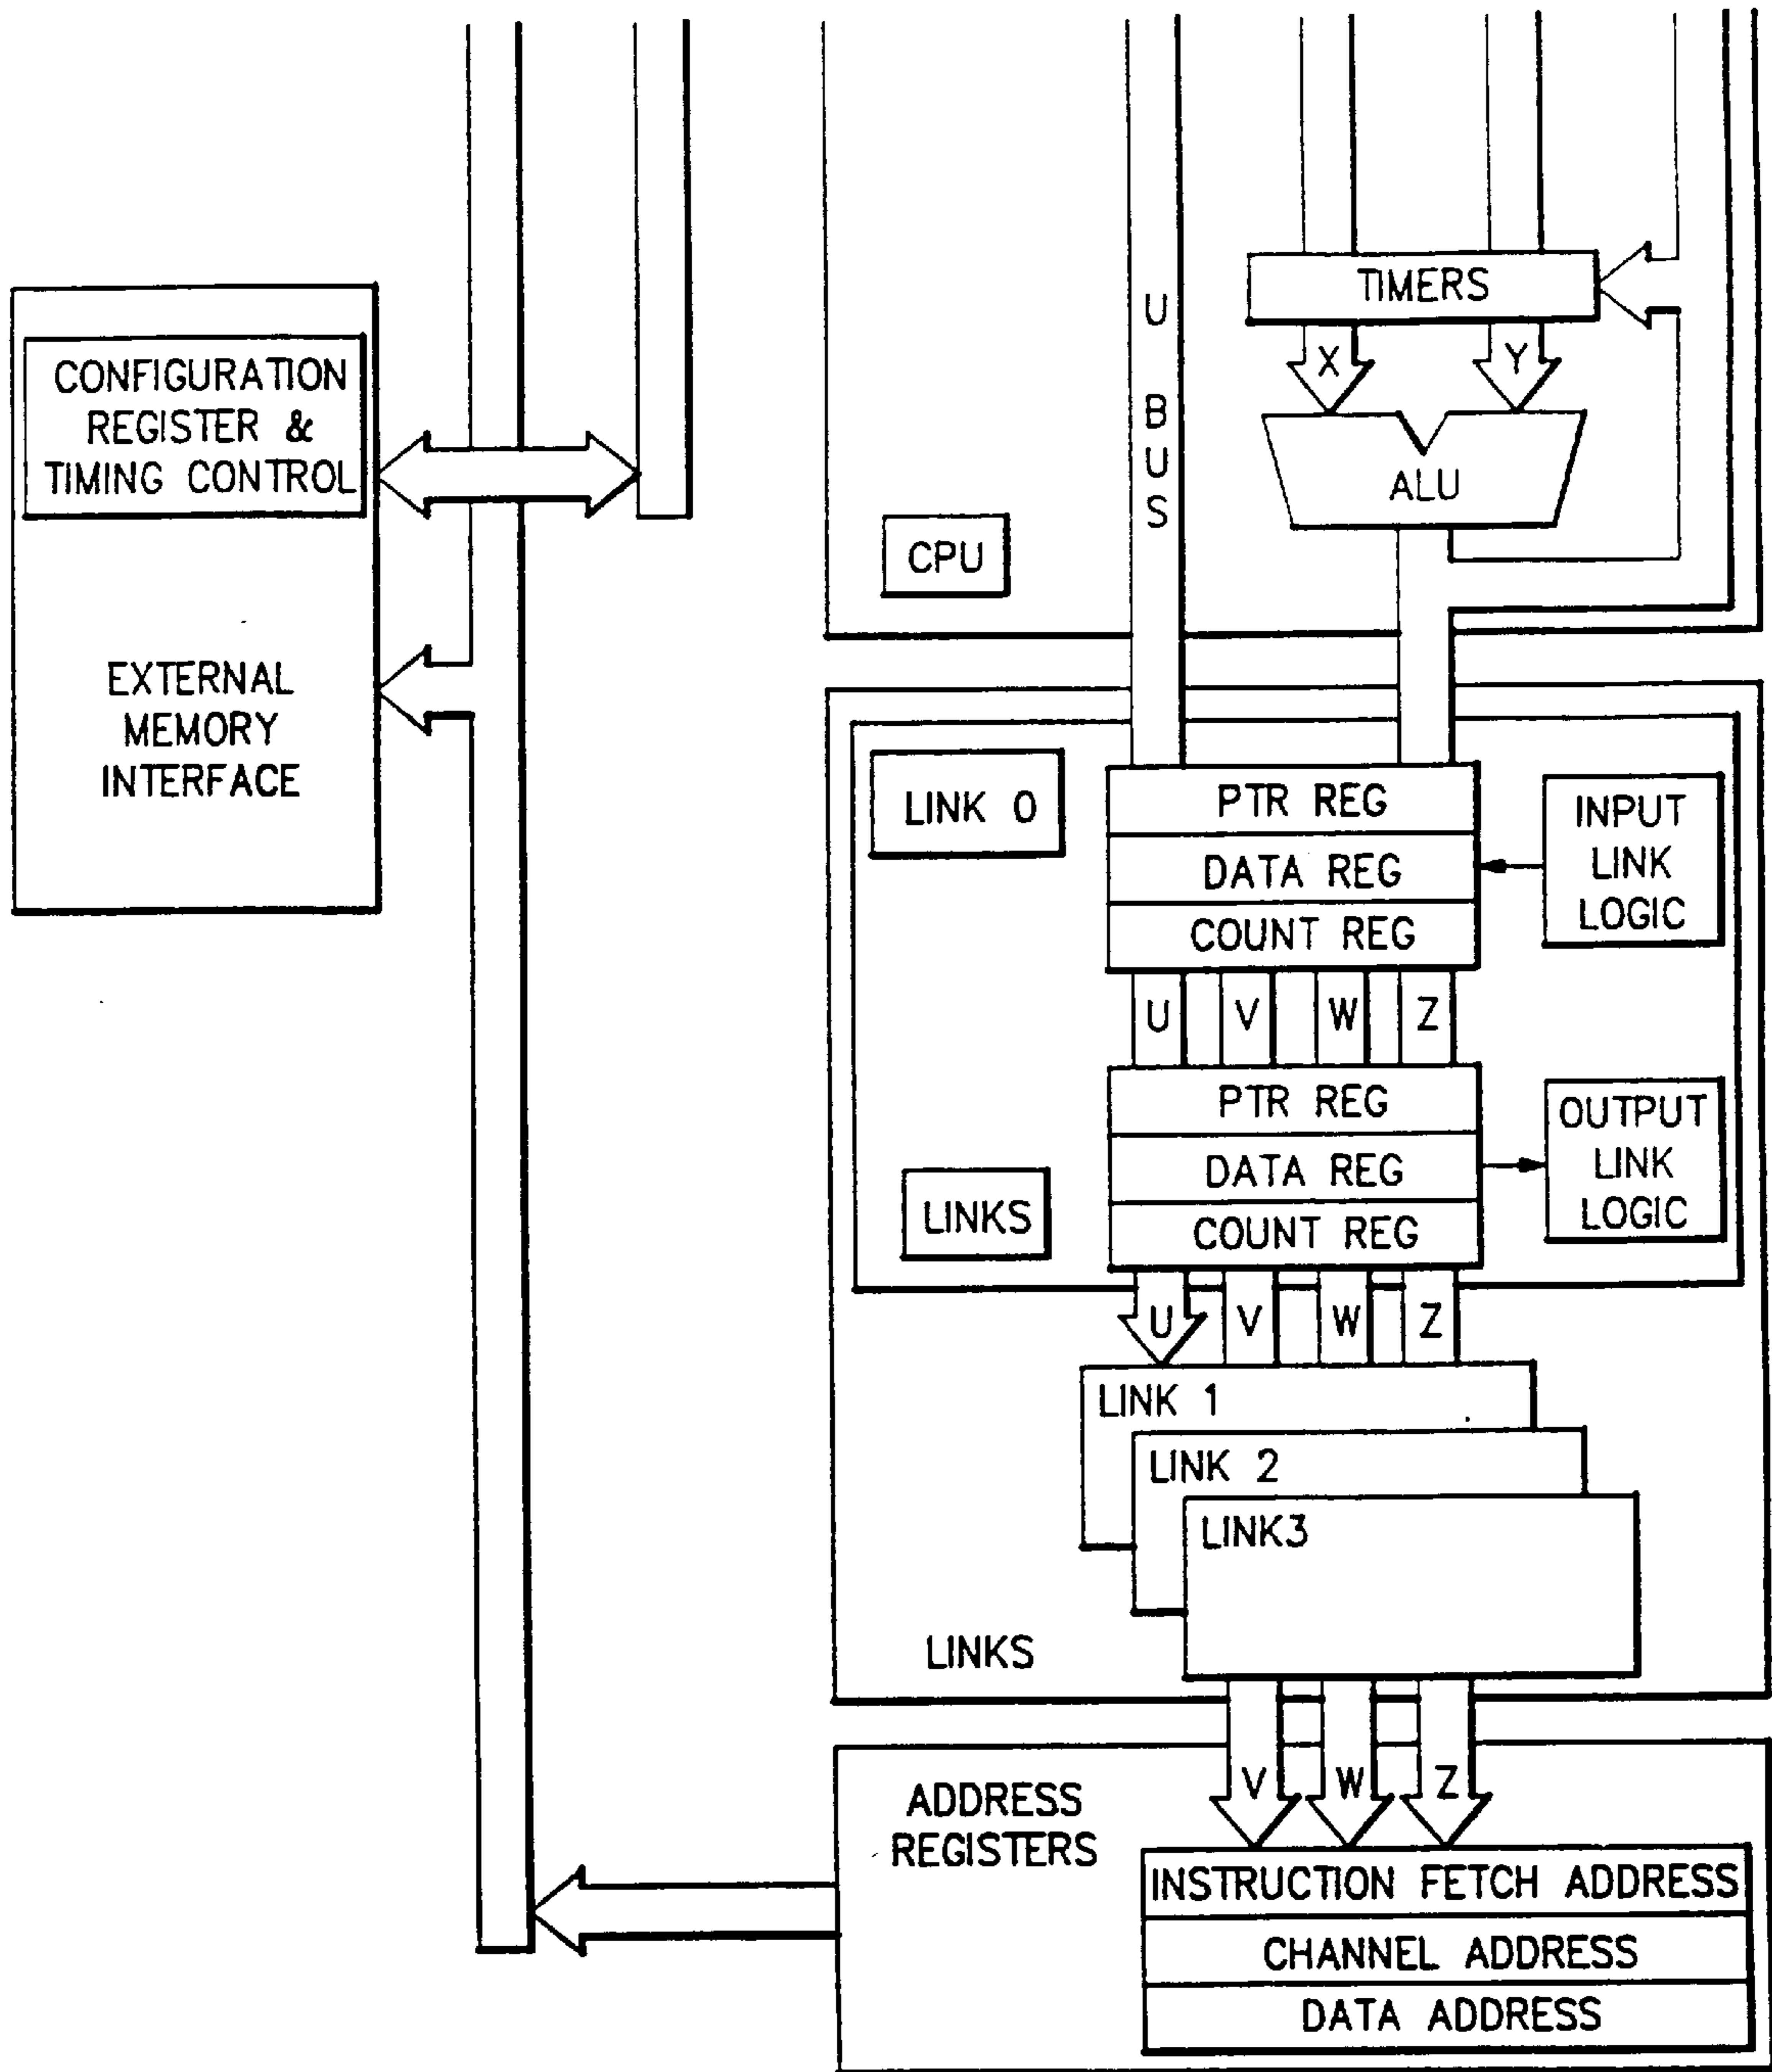 TIMERS
X Y
U BUS
ALU
CPU
CONFIGURATION
REGISTER &
TIMING CONTROL
EXTERNAL
MEMORY
INTERFACE
LINK 0
PTR REG
DATA REG
COUNT REG
INPUT
LINK
LOGIC
U V W Z
PTR REG
DATA REG
COUNT REG
OUTPUT
LINK
LOGIC
LINKS
U V W Z
LINK 1
LINK 2
LINK3
LINKS
V W Z
ADDRESS
REGISTERS
INSTRUCTION FETCH ADDRESS
CHANNEL ADDRESS
DATA ADDRESS